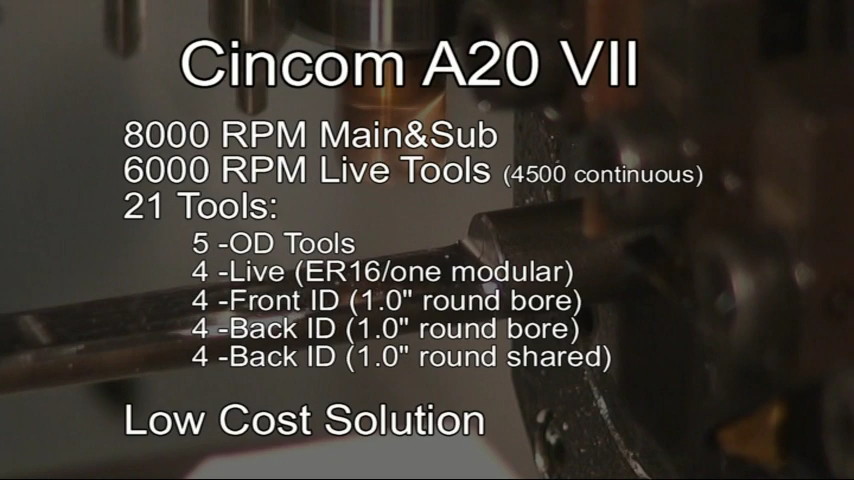 Cincom A20 VII
8000 RPM Main&Sub
6000 RPM Live Tools (4500 continuous)
21 Tools:
5 -OD Tools
4 -Live (ER16/one modular)
4 -Front ID (1.0" round bore)
4 -Back ID (1.0" round bore)
4 -Back ID (1.0" round shared)
Low Cost Solution